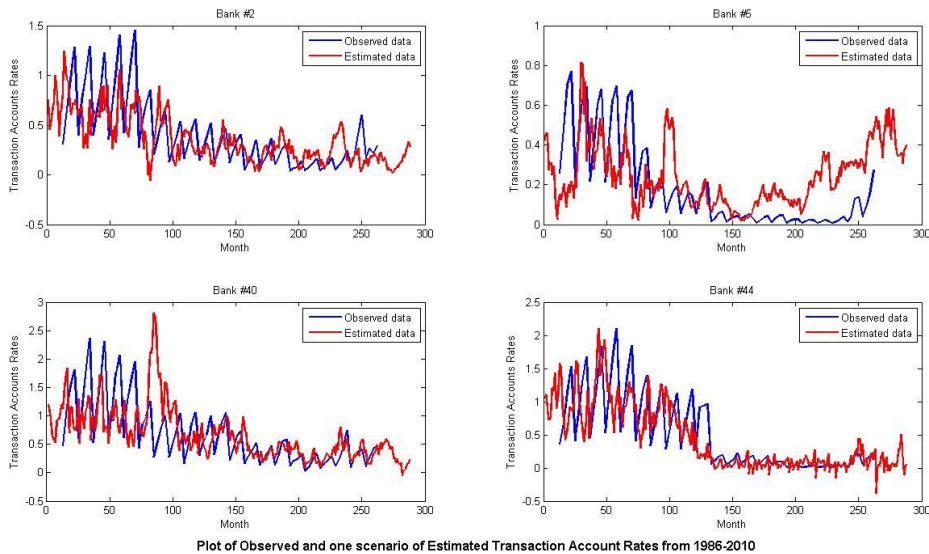 Bank #2
1.5
1
0.5
0
-0.5
Transaction Accounts Rates
Observed data
Estimated data
0 50 100 150 200 250 300
Month
Bank #5
1
0.8
0.6
0.4
0.2
0
Transaction Accounts Rates
Observed data
Estimated data
0 50 100 150 200 250 300
Month
Bank #40
3
2.5
2
1.5
1
0.5
0
-0.5
Transaction Accounts Rates
Observed data
Estimated data
0 50 100 150 200 250 300
Month
Bank #44
2.5
2
1.5
1
0.5
0
-0.5
Transaction Accounts Rates
Observed data
Estimated data
0 50 100 150 200 250 300
Month
Plot of Observed and one scenario of Estimated Transaction Account Rates from 1986-2010